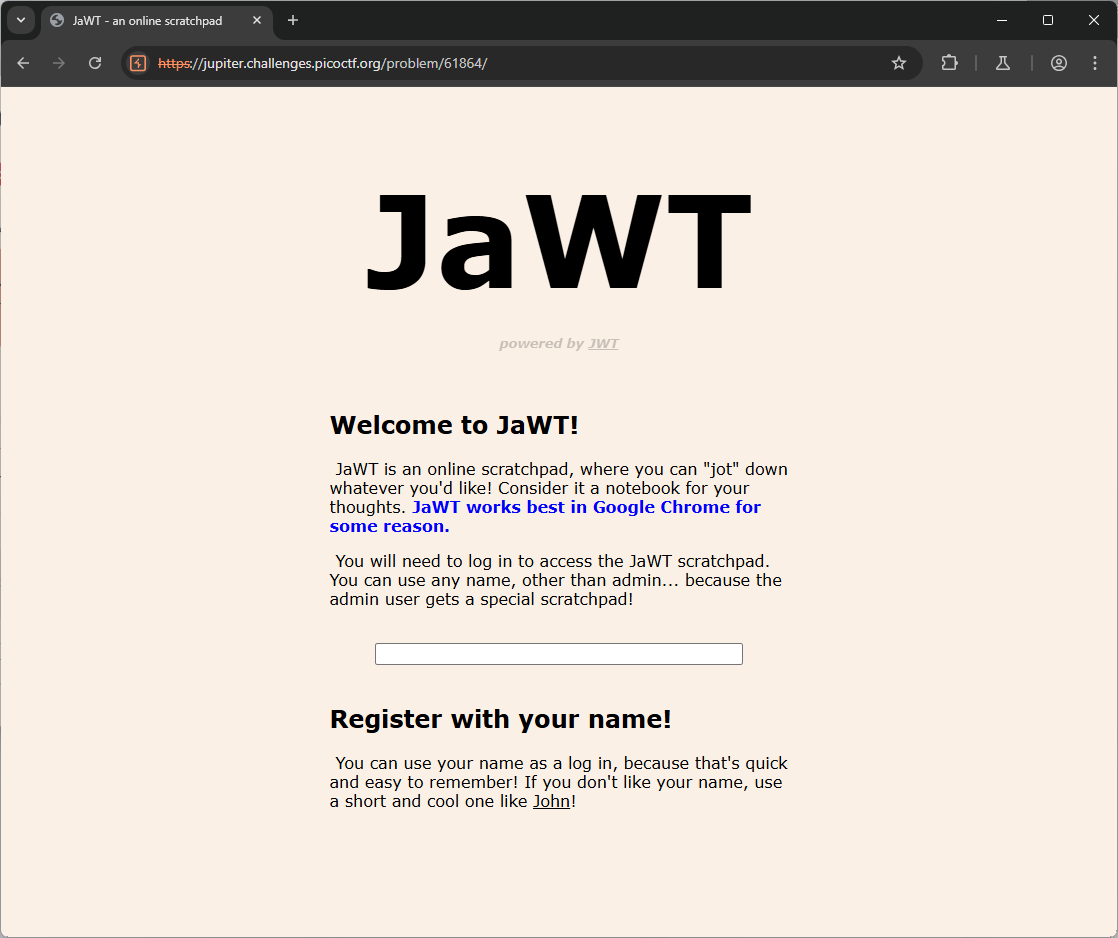 JaWT - an online scratchpad
https://jupiter.challenges.picoctf.org/problem/61864/
JaWT
powered by JWT
Welcome to JaWT!
JaWT is an online scratchpad, where you can "jot" down
whatever you'd like! Consider it a notebook for your
thoughts. JaWT works best in Google Chrome for
some reason.
You will need to log in to access the JaWT scratchpad.
You can use any name, other than admin... because the
admin user gets a special scratchpad!
Register with your name!
You can use your name as a log in, because that's quick
and easy to remember! If you don't like your name, use
a short and cool one like John!